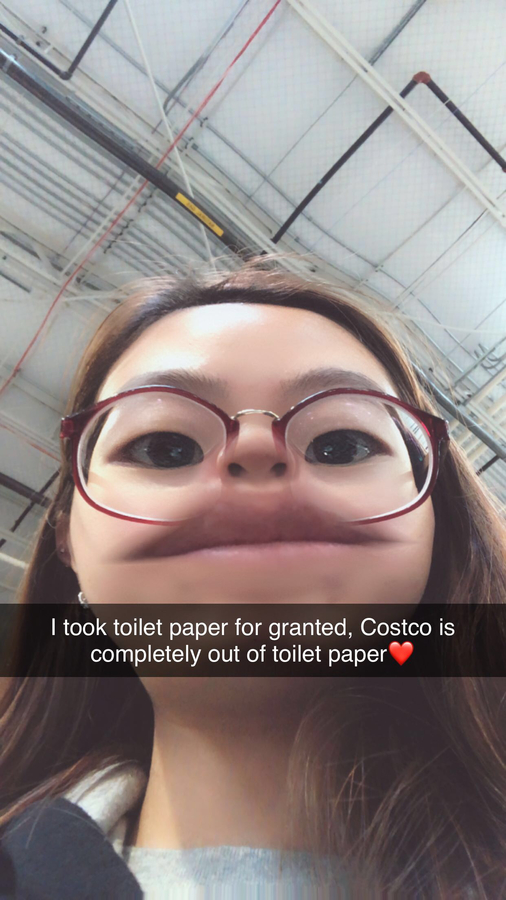 I took toilet paper for granted, Costco is
completely out of toilet paper❤️